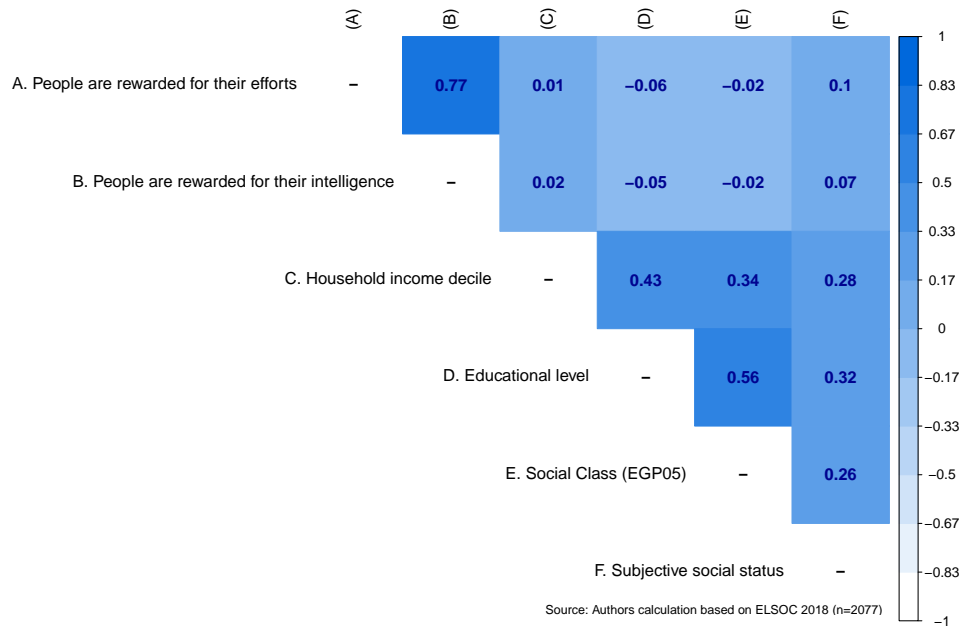 (A) (B) (C) (D) (E) (F)
1
A. People are rewarded for their efforts – 0.77 0.01 −0.06 −0.02 0.1
0.83
0.67
B. People are rewarded for their intelligence – 0.02 −0.05 −0.02 0.07
0.5
0.33
C. Household income decile – 0.43 0.34 0.28
0.17
0
D. Educational level – 0.56 0.32
−0.17
−0.33
E. Social Class (EGP05) – 0.26
−0.5
−0.67
F. Subjective social status –
−0.83
Source: Authors calculation based on ELSOC 2018 (n=2077)
−1